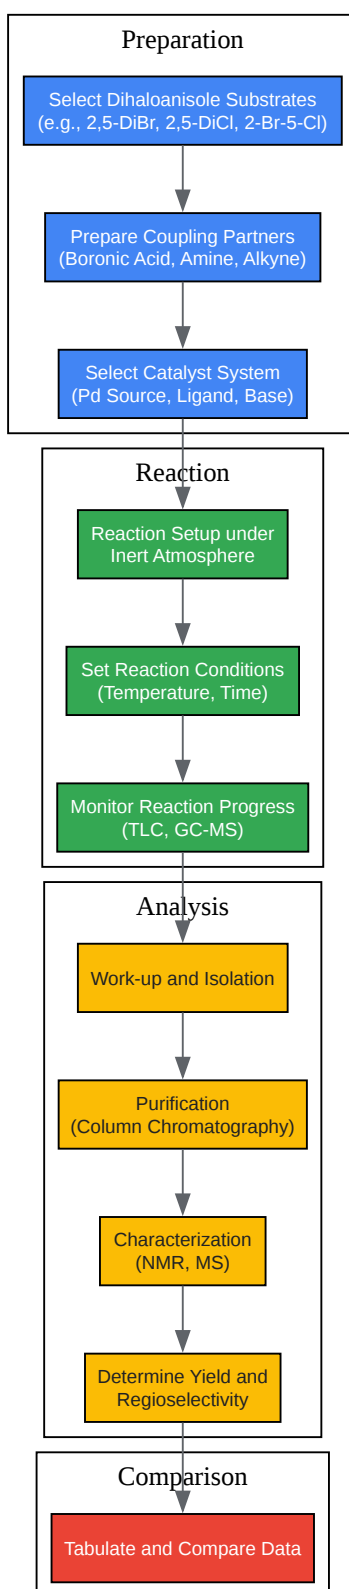 Preparation
Select Dihaloanisole Substrates
(e.g., 2,5-DiBr, 2,5-DiCl, 2-Br-5-Cl)
Prepare Coupling Partners
(Boronic Acid, Amine, Alkyne)
Select Catalyst System
(Pd Source, Ligand, Base)
Reaction
Reaction Setup under
Inert Atmosphere
Set Reaction Conditions
(Temperature, Time)
Monitor Reaction Progress
(TLC, GC-MS)
Analysis
Work-up and Isolation
Purification
(Column Chromatography)
Characterization
(NMR, MS)
Determine Yield and
Regioselectivity
Comparison
Tabulate and Compare Data